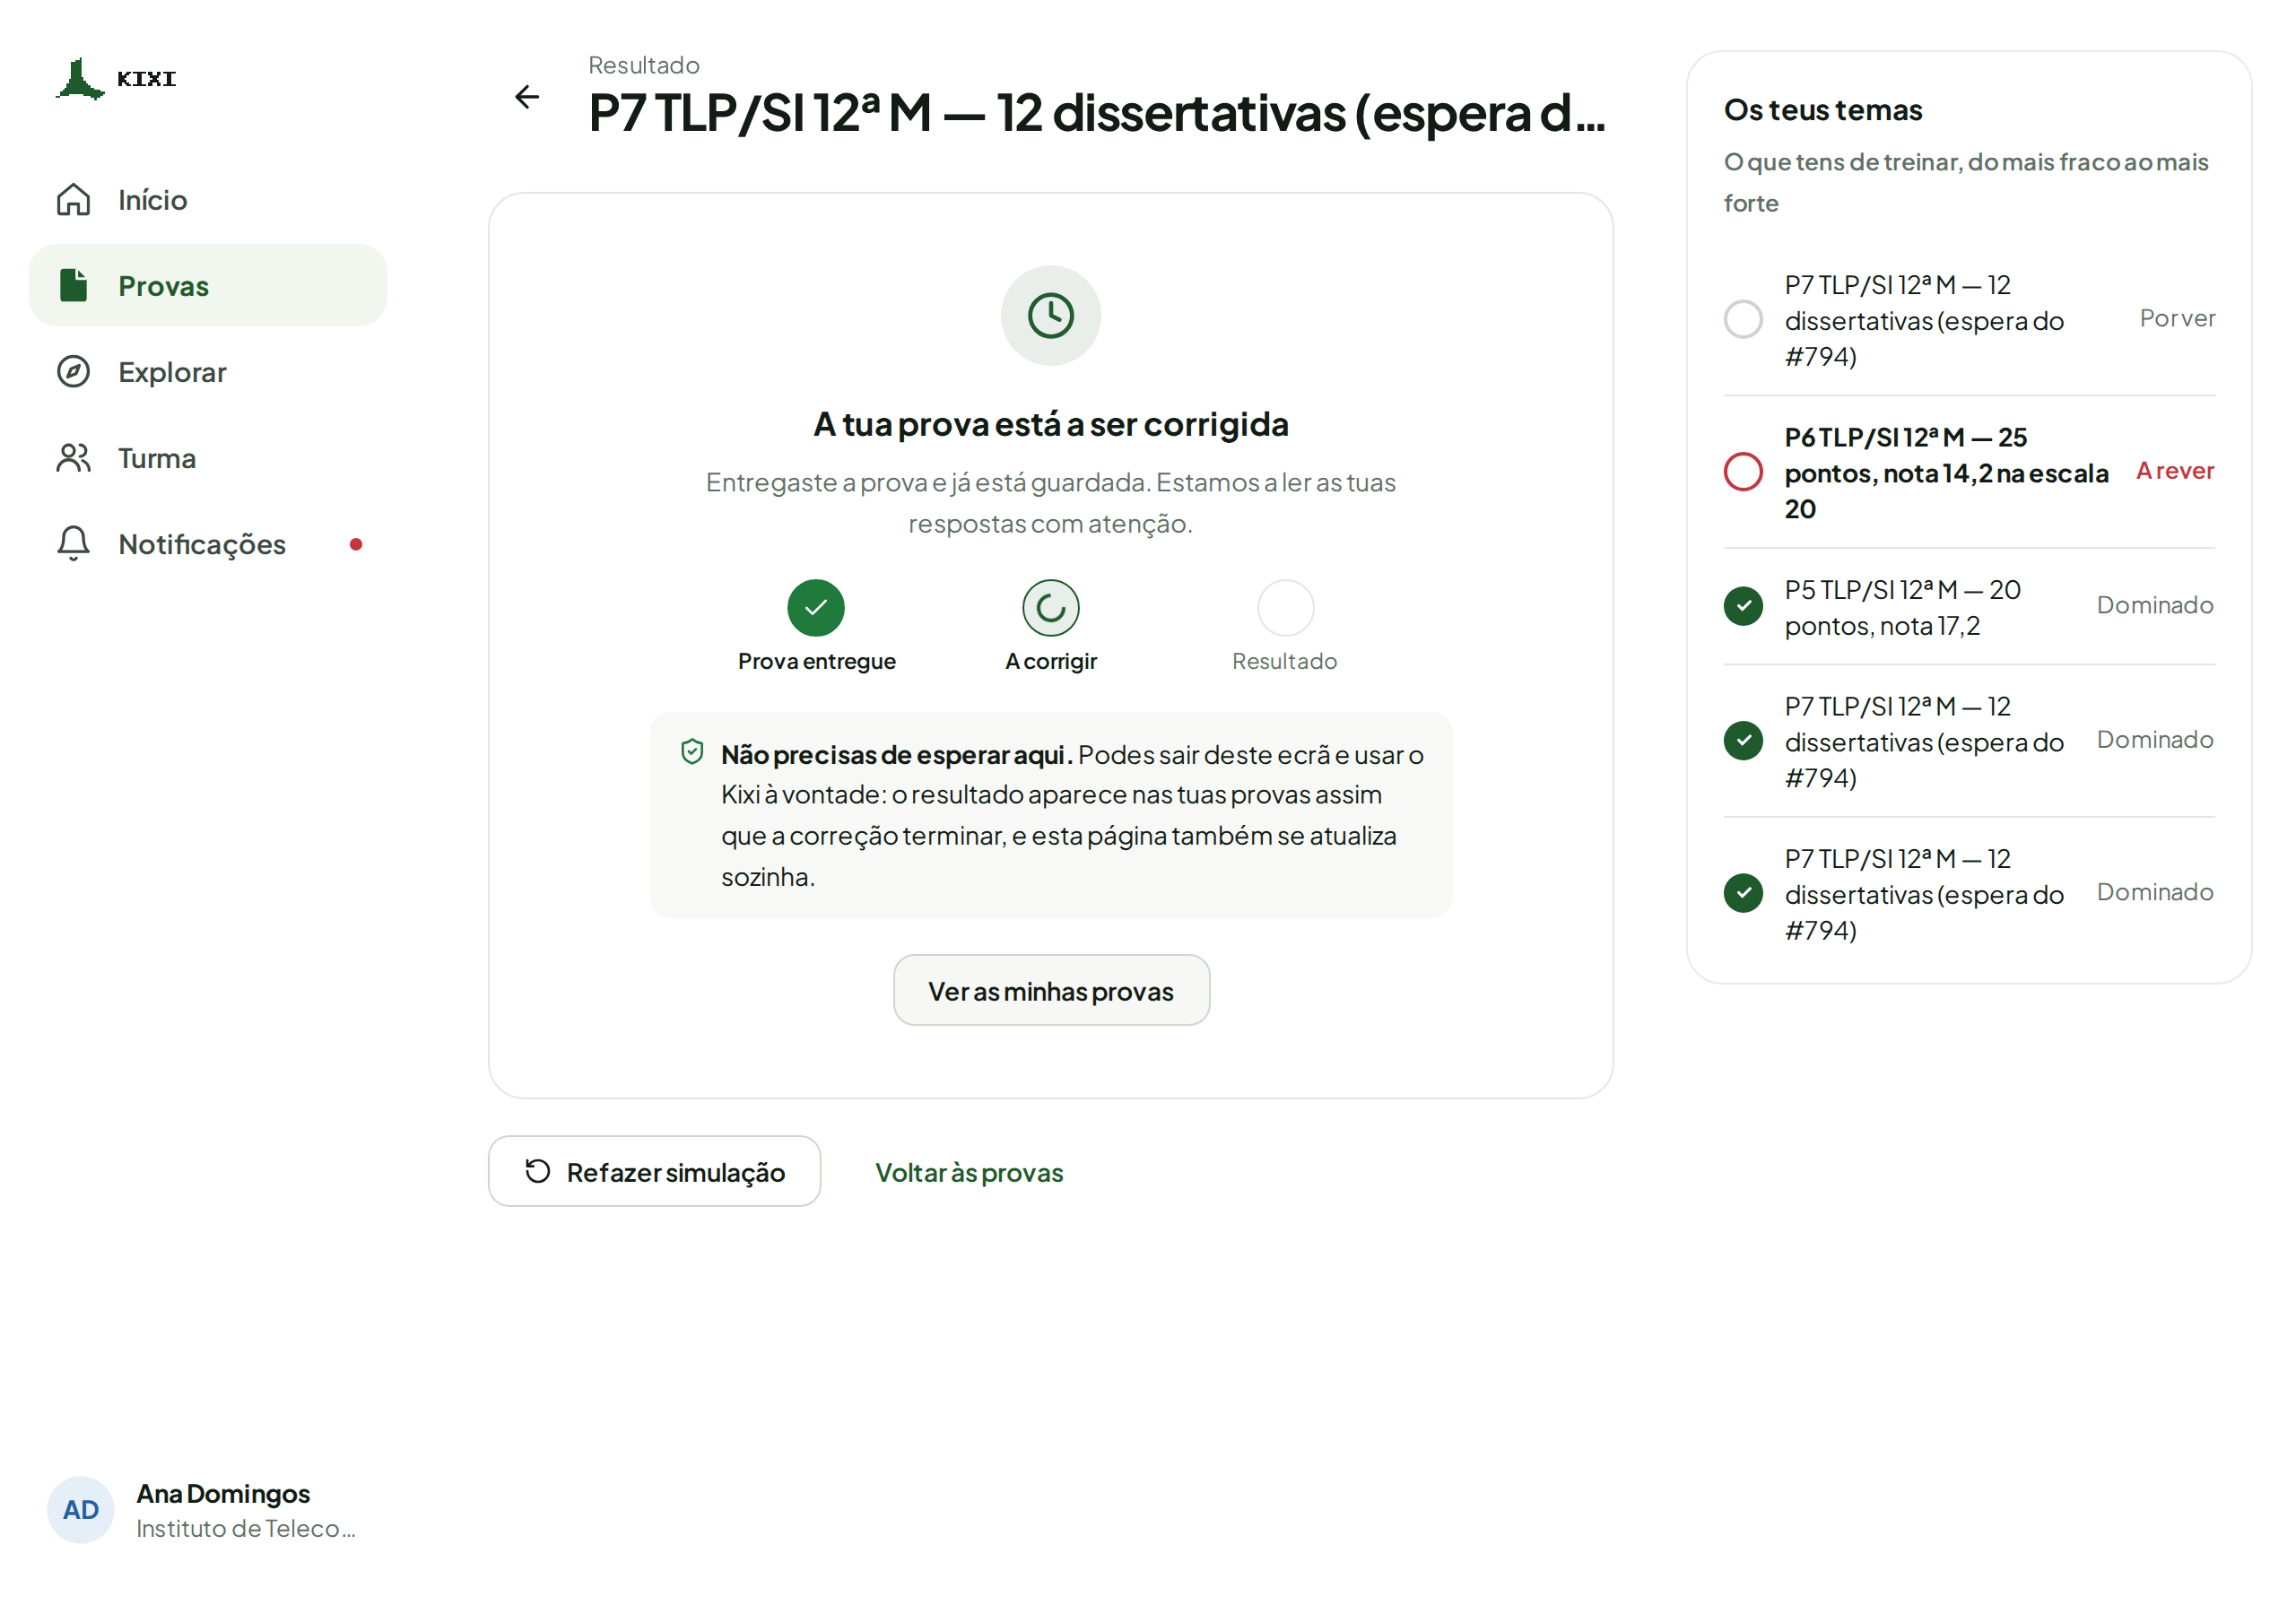 KIXI
Início
Provas
Explorar
Turma
Notificações
AD
Ana Domingos
Instituto de Teleco...
Resultado
P7 TLP/SI 12ª M — 12 dissertativas (espera d...
A tua prova está a ser corrigida
Entregaste a prova e já está guardada. Estamos a ler as tuas
respostas com atenção.
Prova entregue
A corrigir
Resultado
Não precisas de esperar aqui. Podes sair deste ecrã e usar o
Kixi à vontade: o resultado aparece nas tuas provas assim
que a correção terminar, e esta página também se atualiza
sozinha.
Ver as minhas provas
Refazer simulação
Voltar às provas
Os teus temas
O que tens de treinar, do mais fraco ao mais
forte
P7 TLP/SI 12ª M — 12
dissertativas (espera do
#794)
Por ver
P6 TLP/SI 12ª M — 25
pontos, nota 14,2 na escala
20
A rever
P5 TLP/SI 12ª M — 20
pontos, nota 17,2
Dominado
P7 TLP/SI 12ª M — 12
dissertativas (espera do
#794)
Dominado
P7 TLP/SI 12ª M — 12
dissertativas (espera do
#794)
Dominado